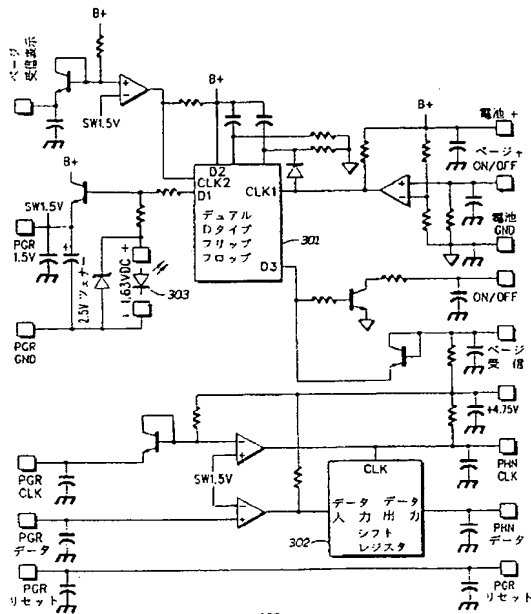 B+
ページ
受信表示
SW1.5V
B+
D2
CLK2
CLK1
D1
デュアル
Dタイプ
フリップ
フロップ
D3
301
B+
電池 +
ページ+
ON/OFF
電池
GND
B+
SW1.5V
PGR
1.5V
2.5V ツェナー
+
1.63VDC
303
PGR
GND
ON/OFF
ページ
受信
+4.75V
PGR
CLK
SW1.5V
CLK
データ
入力
データ
出力
シフト
レジスタ
302
PHN
CLK
PGR
データ
PHN
データ
PGR
リセット
PGR
リセット